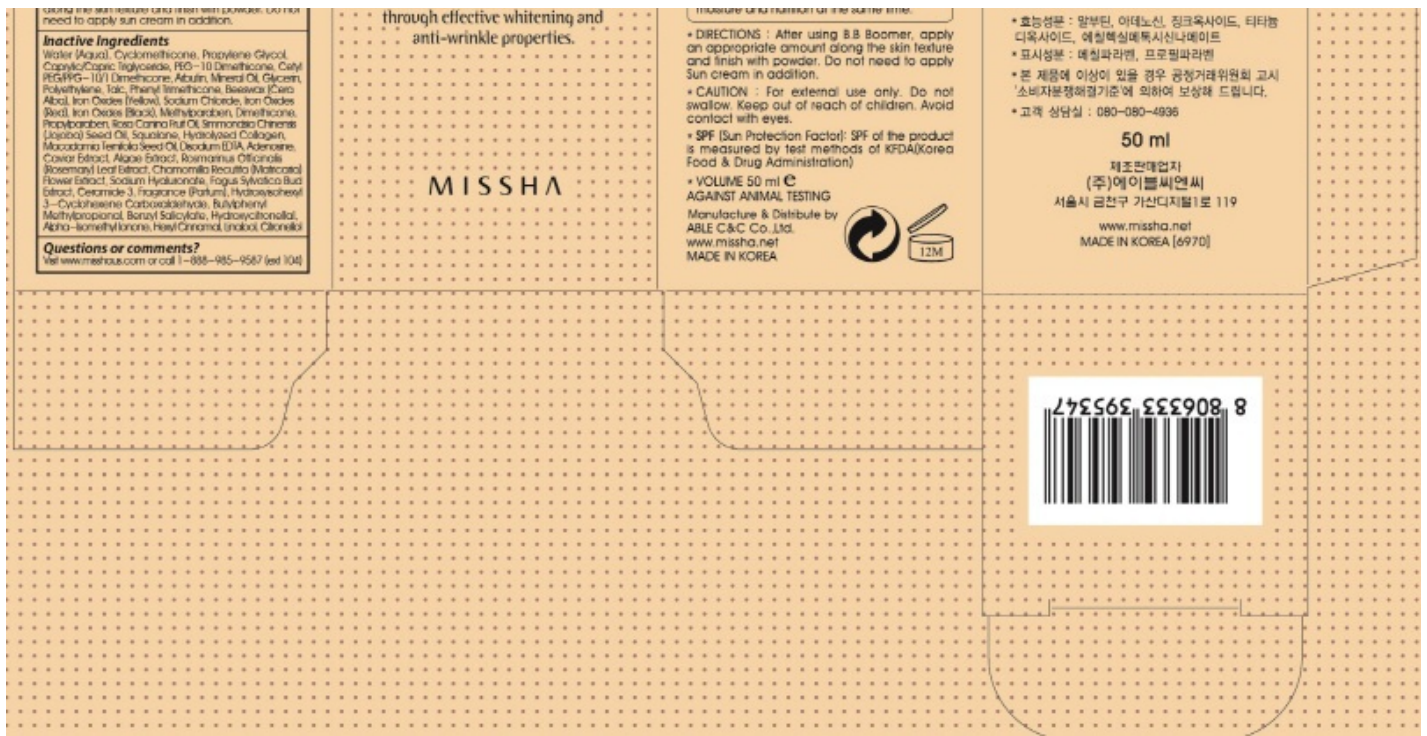 need to apply sun cream in addition.
Inactive Ingredients
Water (Aqua), Cyclomethicone, Propylene Glycol,
Caprylic/Capric Triglyceride, PEG-10 Dimethicone, Cetyl
PEG/PPG-10/1 Dimethicone, Arbutin, Mineral Oil, Glycerin,
Polyethylene, Talc, Phenyl Trimethicone, Beeswax (Cera
Alba), Iron Oxides (Yellow), Sodium Chloride, Iron Oxides
(Red), Iron Oxides (Black), Methylparaben, Dimethicone,
Propylparaben, Rosa Canina Fruit Oil, Simmondsia Chinensis
(Jojoba) Seed Oil, Squalane, Hydrolyzed Collagen,
Macadamia Ternifolia Seed Oil, Disodium EDTA, Adenosine,
Caviar Extract, Algae Extract, Rosmarinus Officinalis
(Rosemary) Leaf Extract, Chamomilla Recutita (Matricaria)
Flower Extract, Sodium Hyaluronate, Fagus Sylvatica Bud
Extract, Ceramide 3, Fragrance (Parfum), Hydroxyisohexyl
3-Cyclohexene Carboxaldehyde, Butylphenyl
Methylpropional, Benzyl Salicylate, Hydroxycitronellal,
Alpha-Isomethyl Ionone, Hexyl Cinnamal, Linalool, Citronellol
Questions or comments?
Visit www.misshaus.com or call 1-888-985-9587 (ext 104)
through effective whitening and
anti-wrinkle properties.
MISSHA
moisture and nutrition at the same time.
* DIRECTIONS : After using B.B Boomer, apply
an appropriate amount along the skin texture
and finish with powder. Do not need to apply
Sun cream in addition.
* CAUTION : For external use only. Do not
swallow. Keep out of reach of children. Avoid
contact with eyes.
* SPF (Sun Protection Factor): SPF of the product
is measured by test methods of KFDA(Korea
Food & Drug Administration)
* VOLUME 50 ml e
AGAINST ANIMAL TESTING
Manufacture & Distribute by
ABLE C&C Co.,Ltd.
www.missha.net
MADE IN KOREA
12M
* 효능성분 : 알부틴, 아데노신, 징크옥사이드, 티타늄
디옥사이드, 에칠헥실메톡시신나메이트
* 표시성분 : 메칠파라벤, 프로필파라벤
* 본 제품에 이상이 있을 경우 공정거래위원회 고시
'소비자분쟁해결기준'에 의하여 보상해 드립니다.
* 고객 상담실 : 080-080-4936
50 ml
제조판매업자
(주)에이블씨엔씨
서울시 금천구 가산디지털1로 119
www.missha.net
MADE IN KOREA [6970]
8 806333 395347